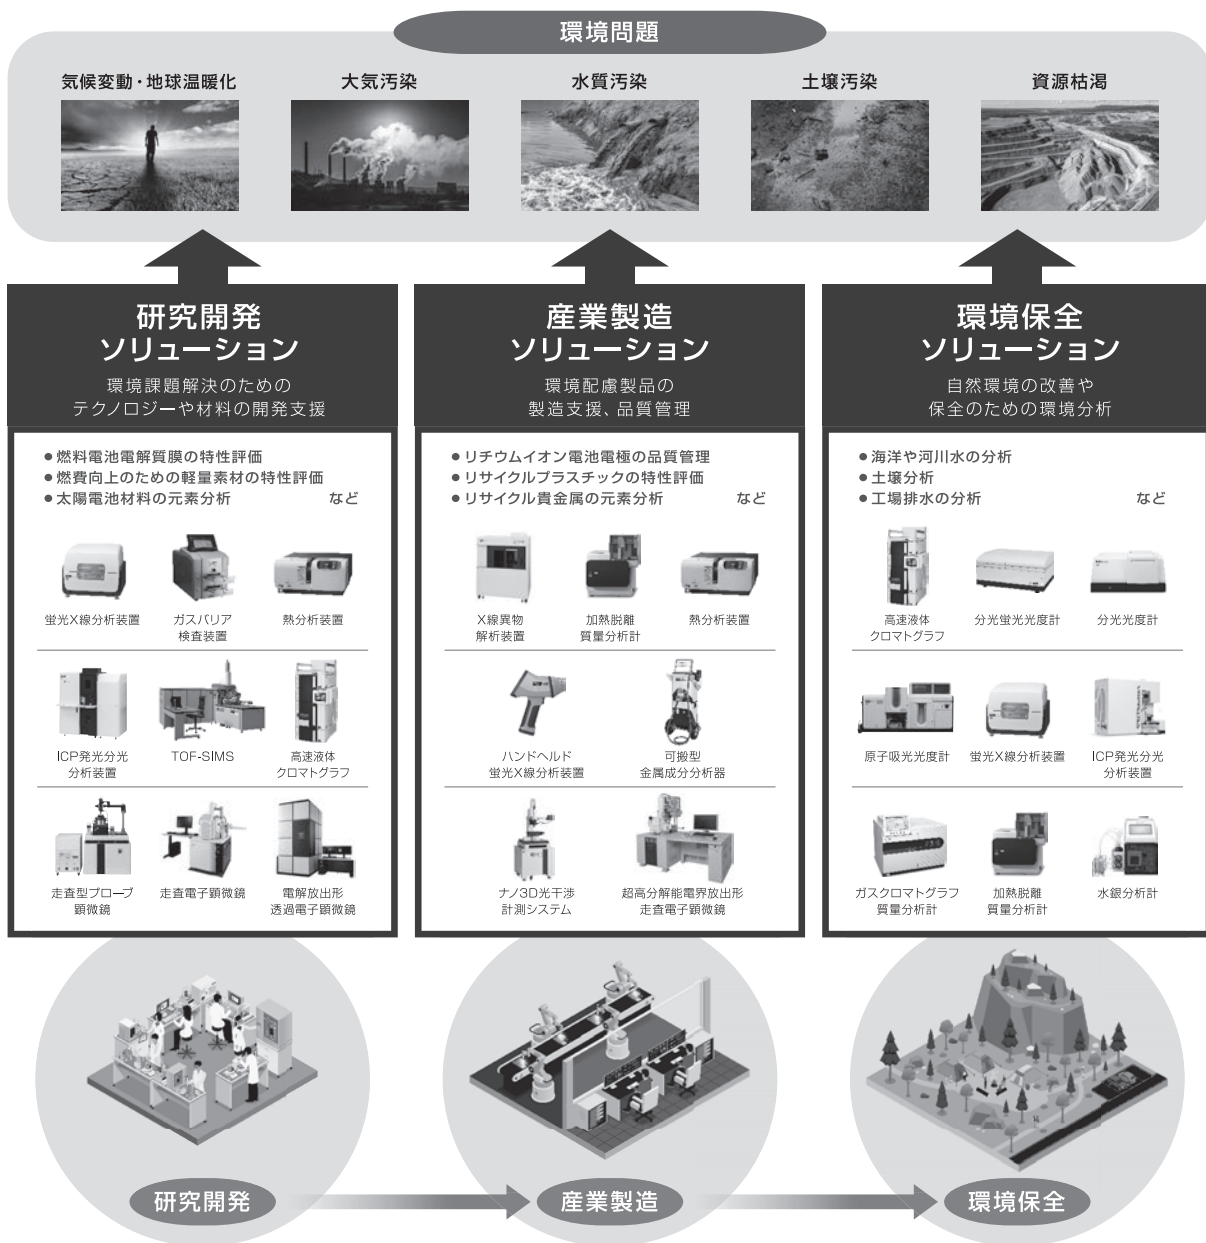 環境問題
気候変動・地球温暖化
大気汚染
水質汚染
土壌汚染
資源枯渇
研究開発
ソリューション
環境課題解決のための
テクノロジーや材料の開発支援
● 燃料電池電解質膜の特性評価
● 燃費向上のための軽量素材の特性評価
● 太陽電池材料の元素分析 など
蛍光X線分析装置
ガスバリア
検査装置
熱分析装置
ICP発光分光
分析装置
TOF-SIMS
高速液体
クロマトグラフ
走査型プローブ
顕微鏡
走査電子顕微鏡
電解放出形
透過電子顕微鏡
産業製造
ソリューション
環境配慮製品の
製造支援、品質管理
● リチウムイオン電池電極の品質管理
● リサイクルプラスチックの特性評価
● リサイクル貴金属の元素分析 など
X線異物
解析装置
加熱脱離
質量分析計
熱分析装置
ハンドヘルド
蛍光X線分析装置
可搬型
金属成分分析器
ナノ3D光干渉
計測システム
超高分解能電界放出形
走査電子顕微鏡
環境保全
ソリューション
自然環境の改善や
保全のための環境分析
● 海洋や河川水の分析
● 土壌分析
● 工場排水の分析 など
高速液体
クロマトグラフ
分光蛍光光度計
分光光度計
原子吸光光度計
蛍光X線分析装置
ICP発光分光
分析装置
ガスクロマトグラフ
質量分析計
加熱脱離
質量分析計
水銀分析計
研究開発
産業製造
環境保全